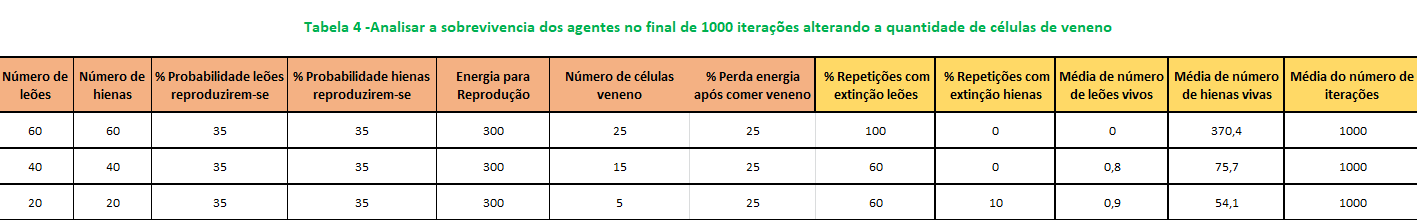 Tabela 4 -Analisar a sobrevivencia dos agentes no final de 1000 iterações alterando a quantidade de células de veneno
Número de leões | Número de hienas | % Probabilidade leões reproduzirem-se | % Probabilidade hienas reproduzirem-se | Energia para Reprodução | Número de células veneno | % Perda energia após comer veneno | % Repetições com extinção leões | % Repetições com extinção hienas | Média de número de leões vivos | Média de número de hienas vivas | Média do número de iterações
60 | 60 | 35 | 35 | 300 | 25 | 25 | 100 | 0 | 0 | 370,4 | 1000
40 | 40 | 35 | 35 | 300 | 15 | 25 | 60 | 0 | 0,8 | 75,7 | 1000
20 | 20 | 35 | 35 | 300 | 5 | 25 | 60 | 10 | 0,9 | 54,1 | 1000